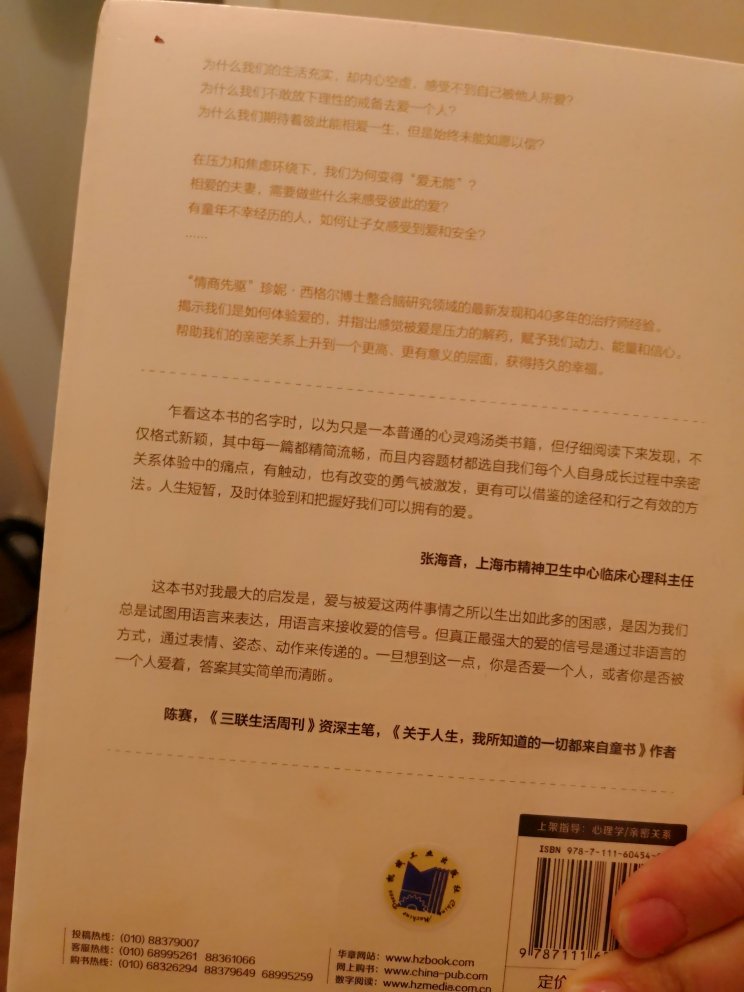 为什么我们的生活充实，却内心空虚，感受不到自己被他人所爱？
为什么我们不敢放下理性的戒备去爱一个人？
为什么我们期待着彼此能相爱一生，但是始终未能如愿以偿？
在压力和焦虑环绕下，我们为何变得“爱无能”？
相爱的夫妻，需要做些什么来感受彼此的爱？
有童年不幸经历的人，如何让子女感受到爱和安全？
……
“情商先驱”珍妮·西格尔博士整合脑研究领域的最新发现和40多年的治疗师经验。
揭示我们是如何体验爱的，并指出感觉被爱是压力的解药，赋予我们动力、能量和信心。
帮助我们的亲密关系上升到一个更高、更有意义的层面，获得持久的幸福。
乍看这本书的名字时，以为只是一本普通的心灵鸡汤类书籍，但仔细阅读下来发现，不
仅格式新颖，其中每一篇都精简流畅，而且内容题材都选自我们每个人自身成长过程中亲密
关系体验中的痛点，有触动，也有改变的勇气被激发，更有可以借鉴的途径和行之有效的方
法。人生短暂，及时体验到和把握好我们可以拥有的爱。
张海音，上海市精神卫生中心临床心理科主任
这本书对我最大的启发是，爱与被爱这两件事情之所以生出如此多的困惑，是因为我们
总是试图用语言来表达，用语言来接收爱的信号。但真正最强大的爱的信号是通过非语言的
方式，通过表情、姿态、动作来传递的。一旦想到这一点，你是否爱一个人，或者你是否被
一个人爱着，答案其实简单而清晰。
陈赛，《三联生活周刊》资深主笔，《关于人生，我所知道的一切都来自童书》作者
上架指导：心理学/亲密关系
ISBN 978-7-111-60454-
9 787111 6
定价
机械工业出版社
China Machine Press
投稿热线：(010) 88379007
客服热线：(010) 68995261 88361066
购书热线：(010) 68326294 88379649 68995259
华章网站：www.hzbook.com
网上购书：www.china-pub.com
数字阅读：www.hzmedia.com.cn